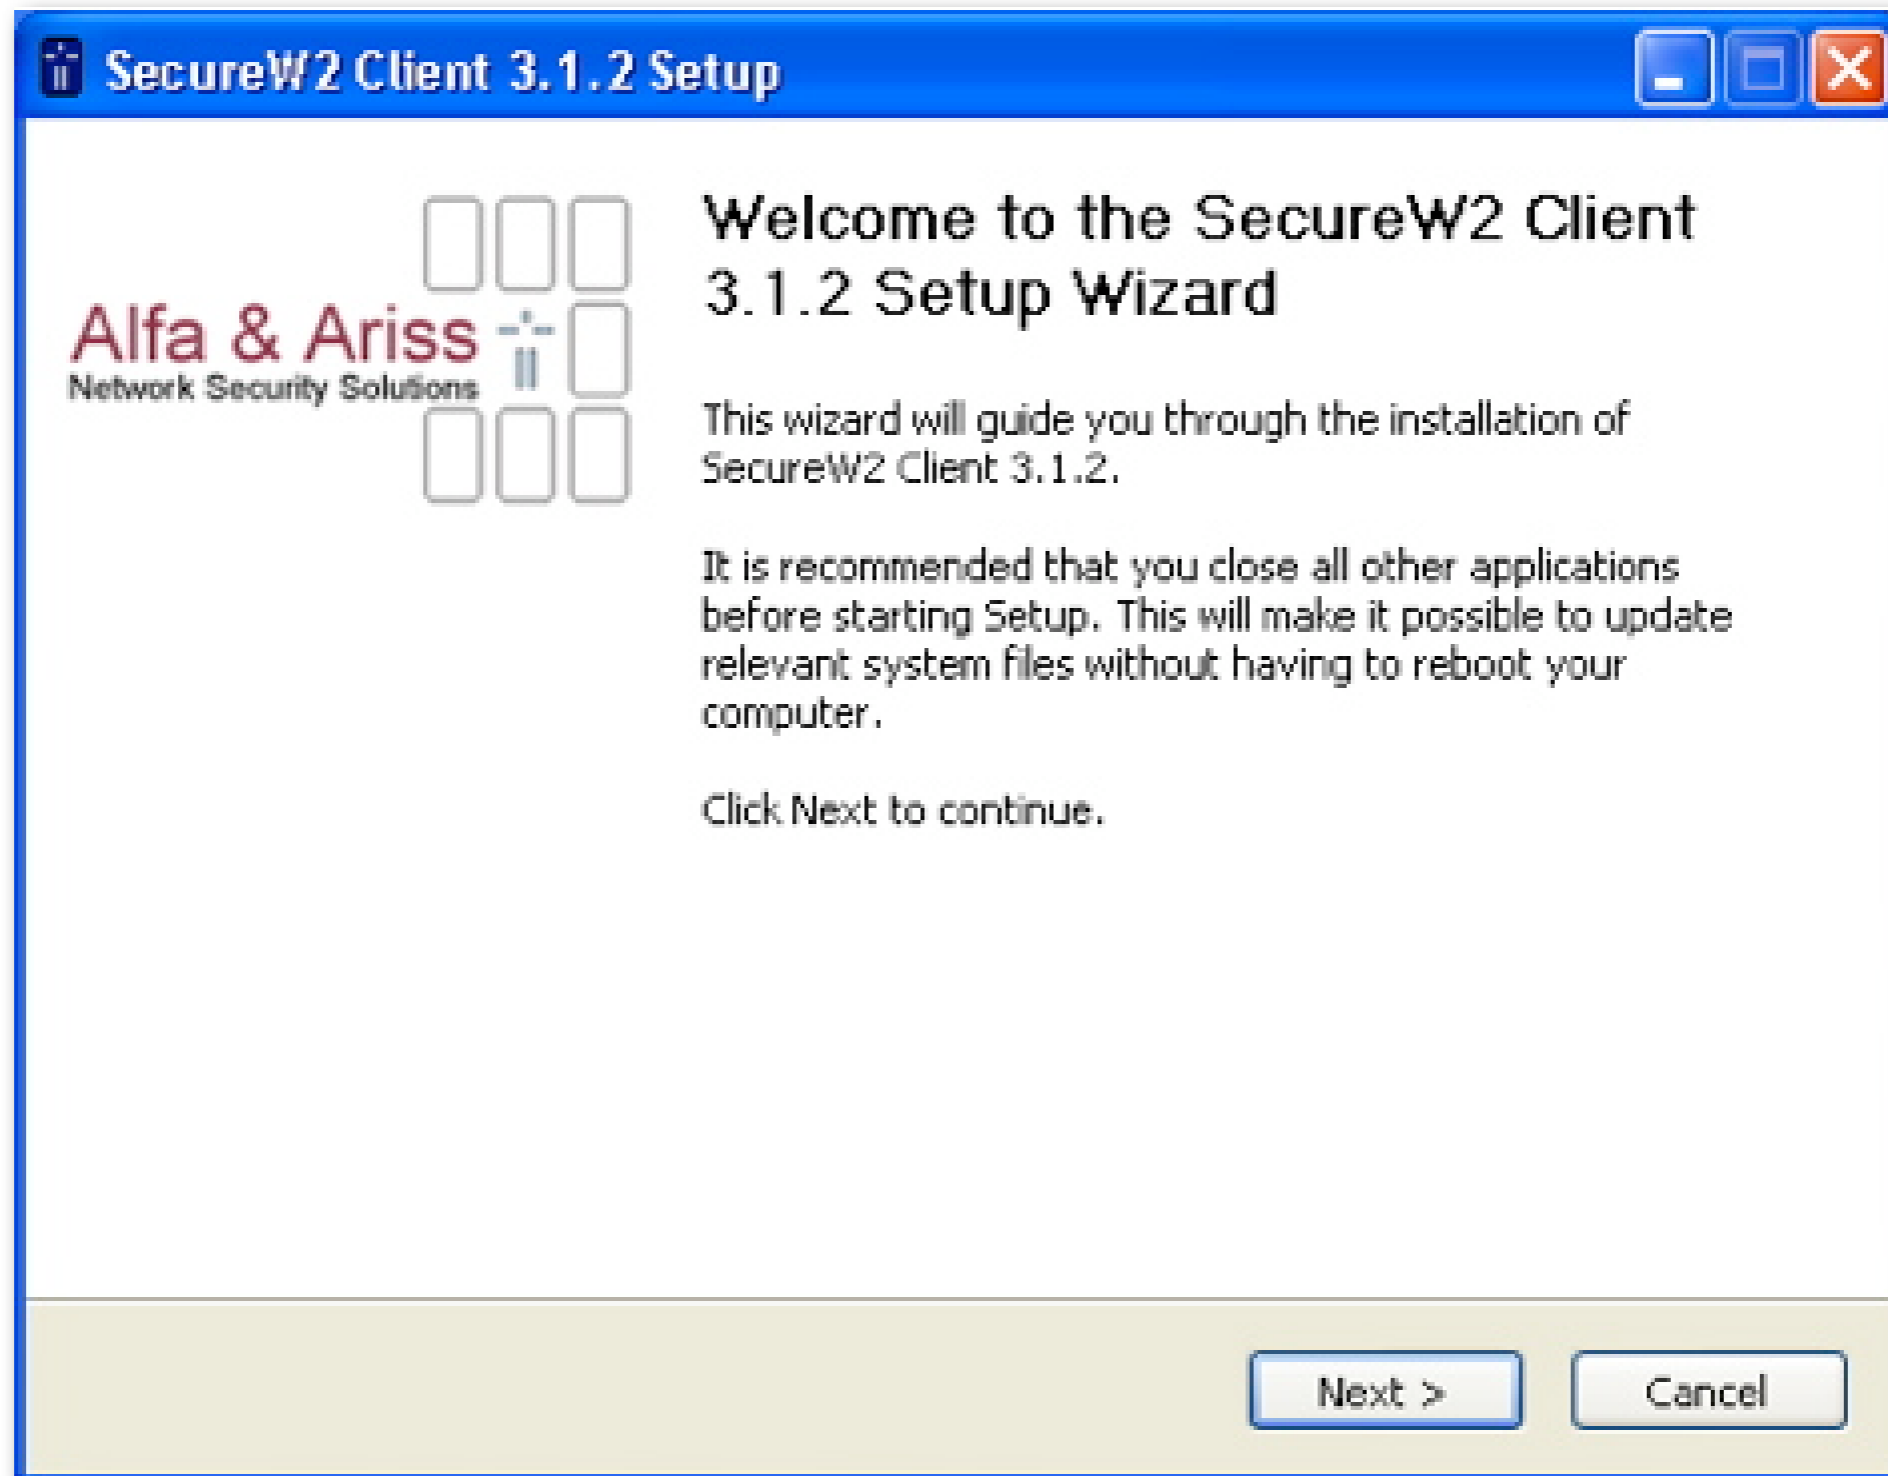 SecureW2 Client 3.1.2 Setup
Alfa & Ariss
Network Security Solutions
Welcome to the SecureW2 Client
3.1.2 Setup Wizard
This wizard will guide you through the installation of
SecureW2 Client 3.1.2.
It is recommended that you close all other applications
before starting Setup. This will make it possible to update
relevant system files without having to reboot your
computer.
Click Next to continue.
Next >
Cancel